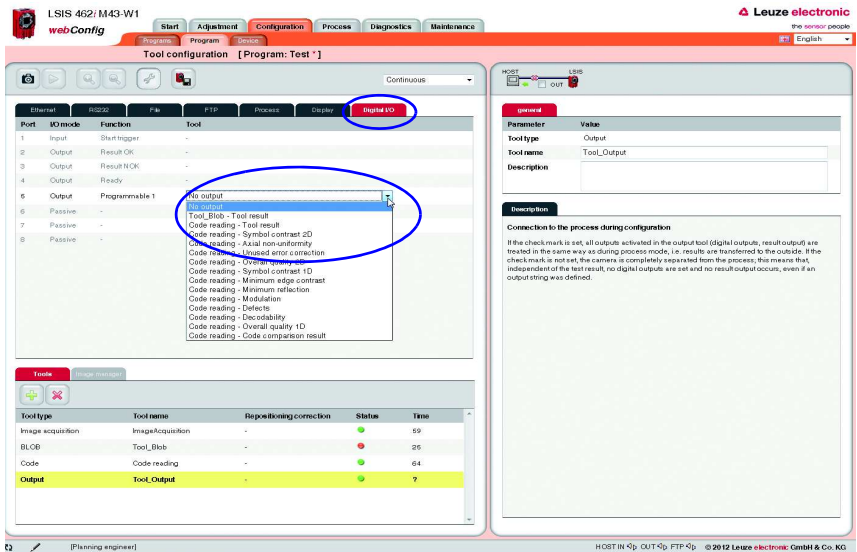 LSIS 462i M43-W1
webConfig
Start Adjustment Configuration Process Diagnostics Maintenance
Leuze electronic
the sensor people
Programs Program Device
English
Tool configuration [ Program: Test * ]
Continuous
HOST LSIS
OUT
Ethernet RS232 File FTP Process Display Digital I/O
Port I/O mode Function Tool
1 Input Start trigger -
2 Output Result OK -
3 Output Result NOK -
4 Output Ready -
5 Output Programmable 1 No output
6 Passive -
7 Passive -
8 Passive -
No output
Tool_Blob - Tool result
Code reading - Tool result
Code reading - Symbol contrast 2D
Code reading - Axial non-uniformity
Code reading - Unused error correction
Code reading - Overall quality 2D
Code reading - Symbol contrast 1D
Code reading - Minimum edge contrast
Code reading - Minimum reflection
Code reading - Modulation
Code reading - Defects
Code reading - Decodability
Code reading - Overall quality 1D
Code reading - Code comparison result
general
Parameter Value
Tool type Output
Tool name Tool_Output
Description
Description
Connection to the process during configuration
If the check mark is set, all outputs activated in the output tool (digital outputs, result output) are
treated in the same way as during process mode, i.e. results are transferred to the outside. If the
check mark is not set, the camera is completely separated from the process; this means that,
independent of the test result, no digital outputs are set and no result output occurs, even if an
output string was defined.
Tools Image manager
Tool type Tool name Repositioning correction Status Time
Image acquisition ImageAcquisition - 59
BLOB Tool_Blob - 26
Code Code reading - 64
Output Tool_Output - ?
[Planning engineer]
HOST IN OUT FTP © 2012 Leuze electronic GmbH & Co. KG